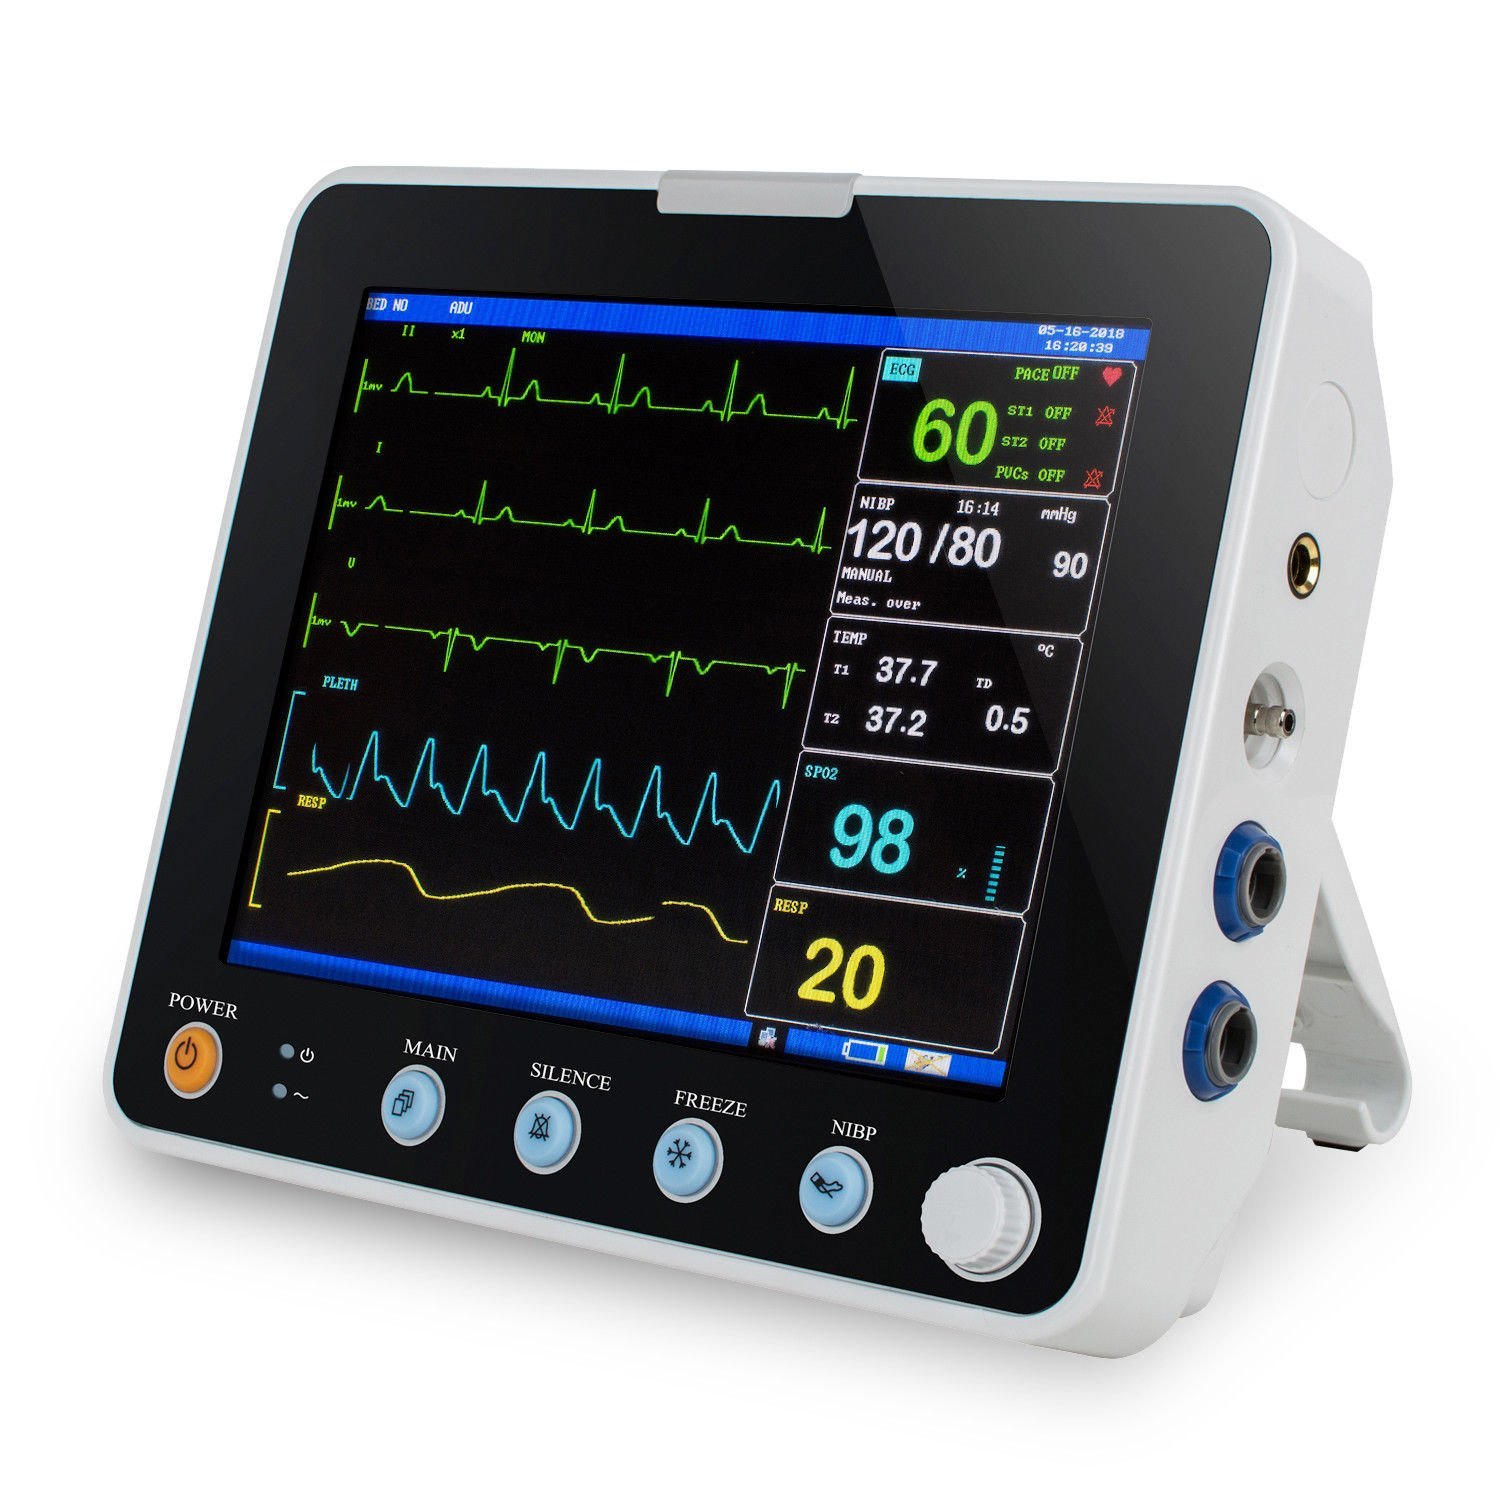 BED NO ADU
05-16-2018
16:20:39
II x1 MON
1mv
I
1mv
V
1mv
PLETH
RESP
ECG PACE OFF
60
ST1 OFF
ST2 OFF
PVCs OFF
NIBP 16:14 mmHg
120/80 90
MANUAL
Meas. over
TEMP ºC
T1 37.7 TD
T2 37.2 0.5
SPO2
98 %
RESP
20
POWER
MAIN
SILENCE
FREEZE
NIBP